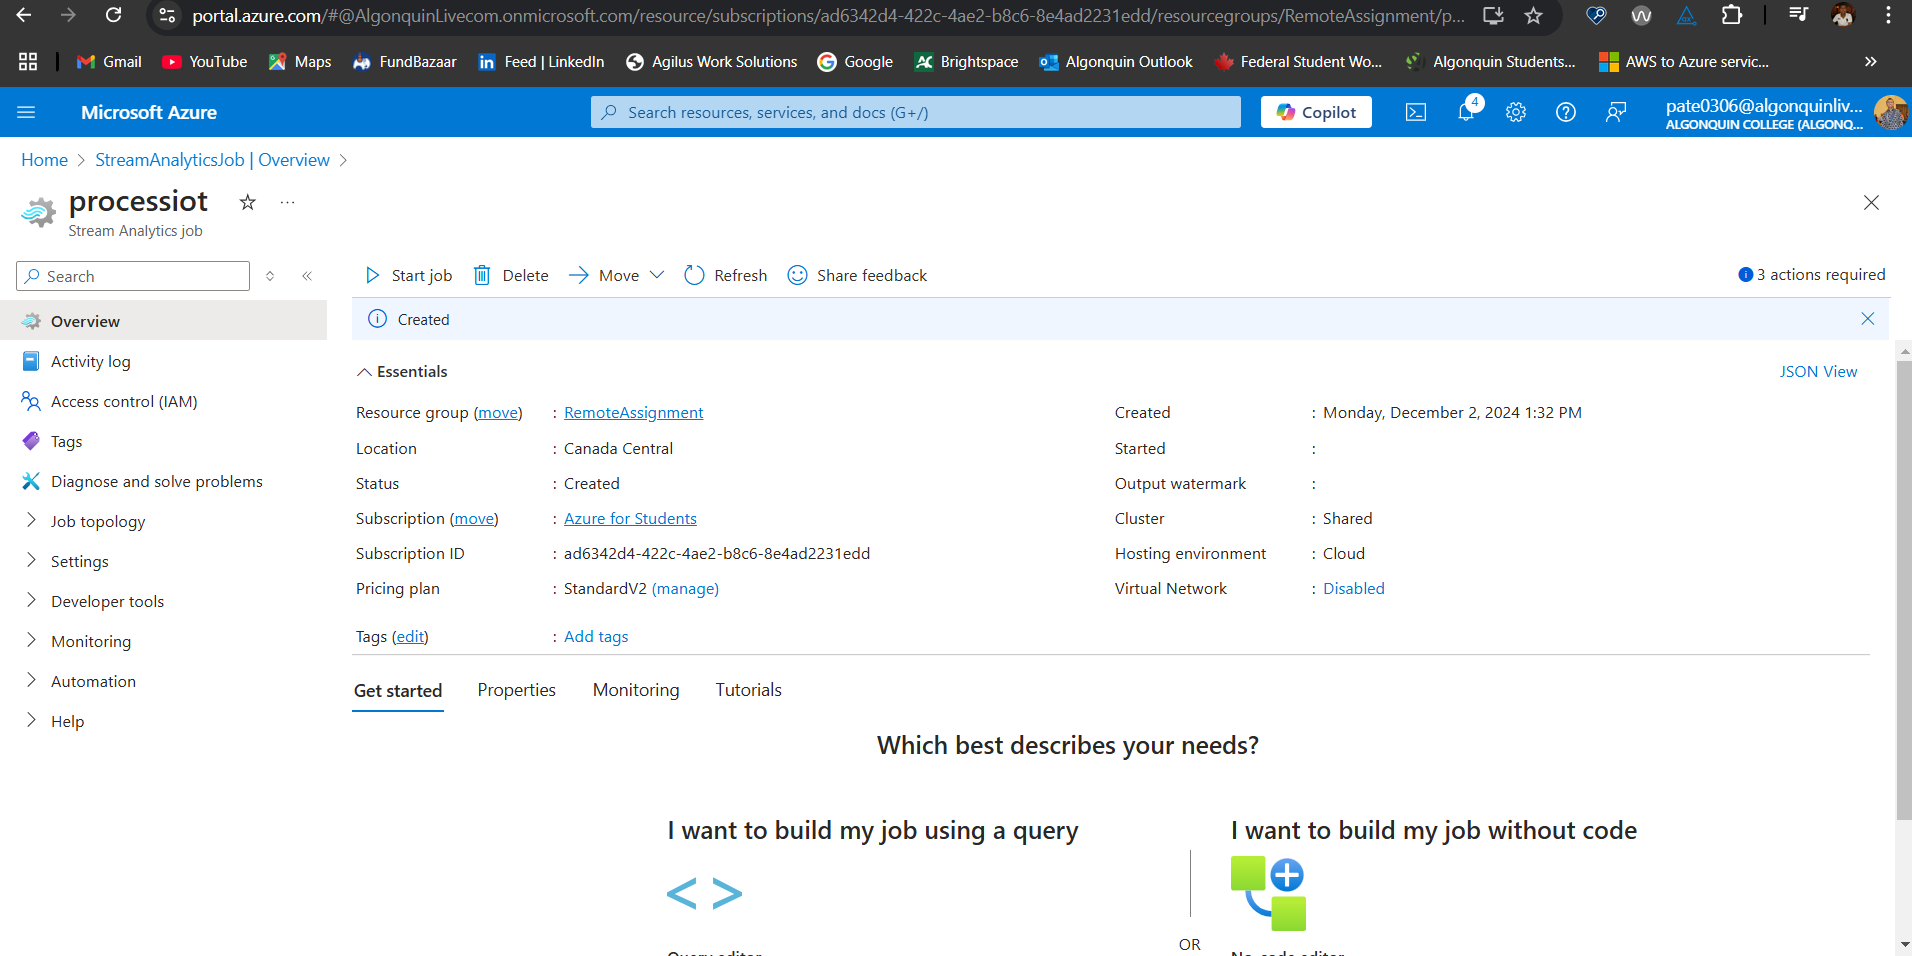 portal.azure.com/#@AlgonquinLivecom.onmicrosoft.com/resource/subscriptions/ad6342d4-422c-4ae2-b8c6-8e4ad2231edd/resourcegroups/RemoteAssignment/p...
Gmail YouTube Maps FundBazaar Feed | LinkedIn Agilus Work Solutions Google Brightspace Algonquin Outlook Federal Student Wo... Algonquin Students... AWS to Azure servic...
Microsoft Azure
Search resources, services, and docs (G+/)
Copilot
4
pate0306@algonquinliv...
ALGONQUIN COLLEGE (ALGONQ...
Home > StreamAnalyticsJob | Overview >
processiot
Stream Analytics job
Search
Start job Delete Move Refresh Share feedback
3 actions required
Overview
Activity log
Access control (IAM)
Tags
Diagnose and solve problems
Job topology
Settings
Developer tools
Monitoring
Automation
Help
Created
Essentials
JSON View
Resource group (move) : RemoteAssignment
Location : Canada Central
Status : Created
Subscription (move) : Azure for Students
Subscription ID : ad6342d4-422c-4ae2-b8c6-8e4ad2231edd
Pricing plan : StandardV2 (manage)
Tags (edit) : Add tags
Created : Monday, December 2, 2024 1:32 PM
Started :
Output watermark :
Cluster : Shared
Hosting environment : Cloud
Virtual Network : Disabled
Get started Properties Monitoring Tutorials
Which best describes your needs?
I want to build my job using a query
Query editor
OR
I want to build my job without code
No-code editor